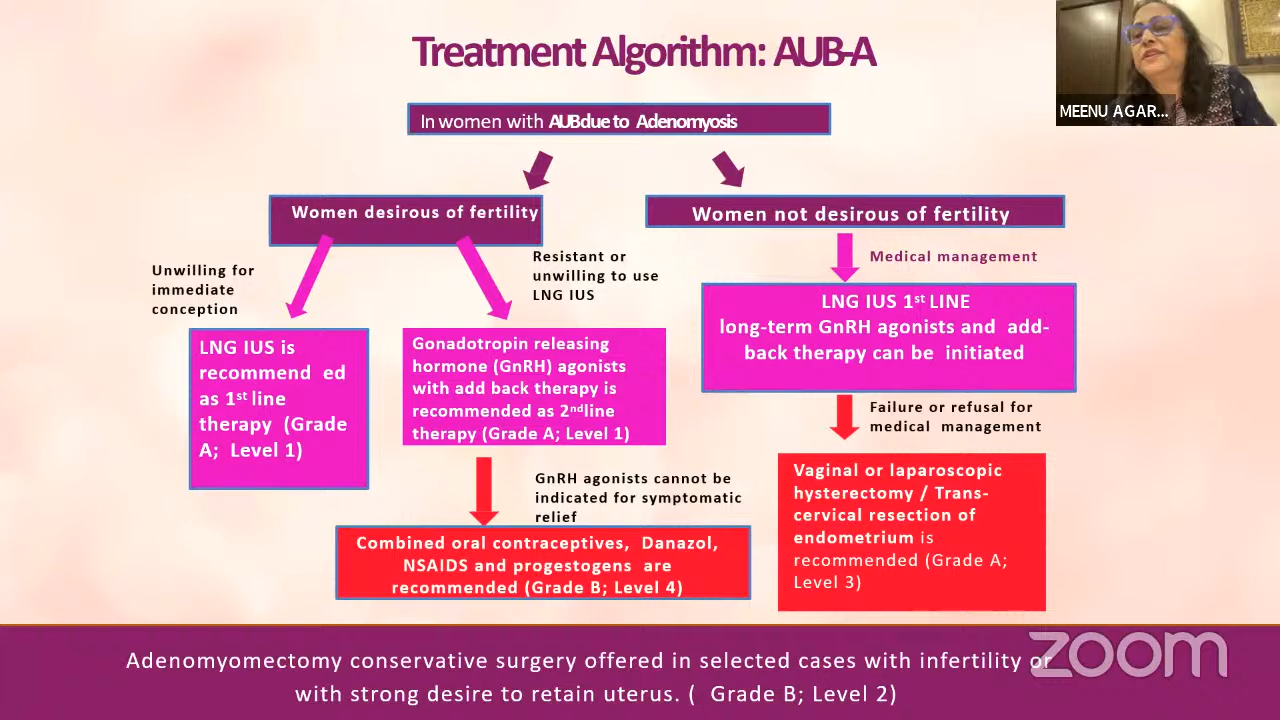 Treatment Algorithm: AUB-A
MEENU AGAR...
In women with AUBdue to Adenomyosis
Women desirous of fertility
Women not desirous of fertility
Unwilling for
immediate
conception
Resistant or
unwilling to use
LNG IUS
Medical management
LNG IUS is
recommend ed
as 1st line
therapy (Grade
A; Level 1)
Gonadotropin releasing
hormone (GnRH) agonists
with add back therapy is
recommended as 2ndline
therapy (Grade A; Level 1)
LNG IUS 1st LINE
long-term GnRH agonists and add-
back therapy can be initiated
Failure or refusal for
medical management
GnRH agonists cannot be
indicated for symptomatic
relief
Combined oral contraceptives, Danazol,
NSAIDS and progestogens are
recommended (Grade B; Level 4)
Vaginal or laparoscopic
hysterectomy / Trans-
cervical resection of
endometrium is
recommended (Grade A;
Level 3)
Adenomyomectomy conservative surgery offered in selected cases with infertility or
with strong desire to retain uterus. ( Grade B; Level 2)
zoom